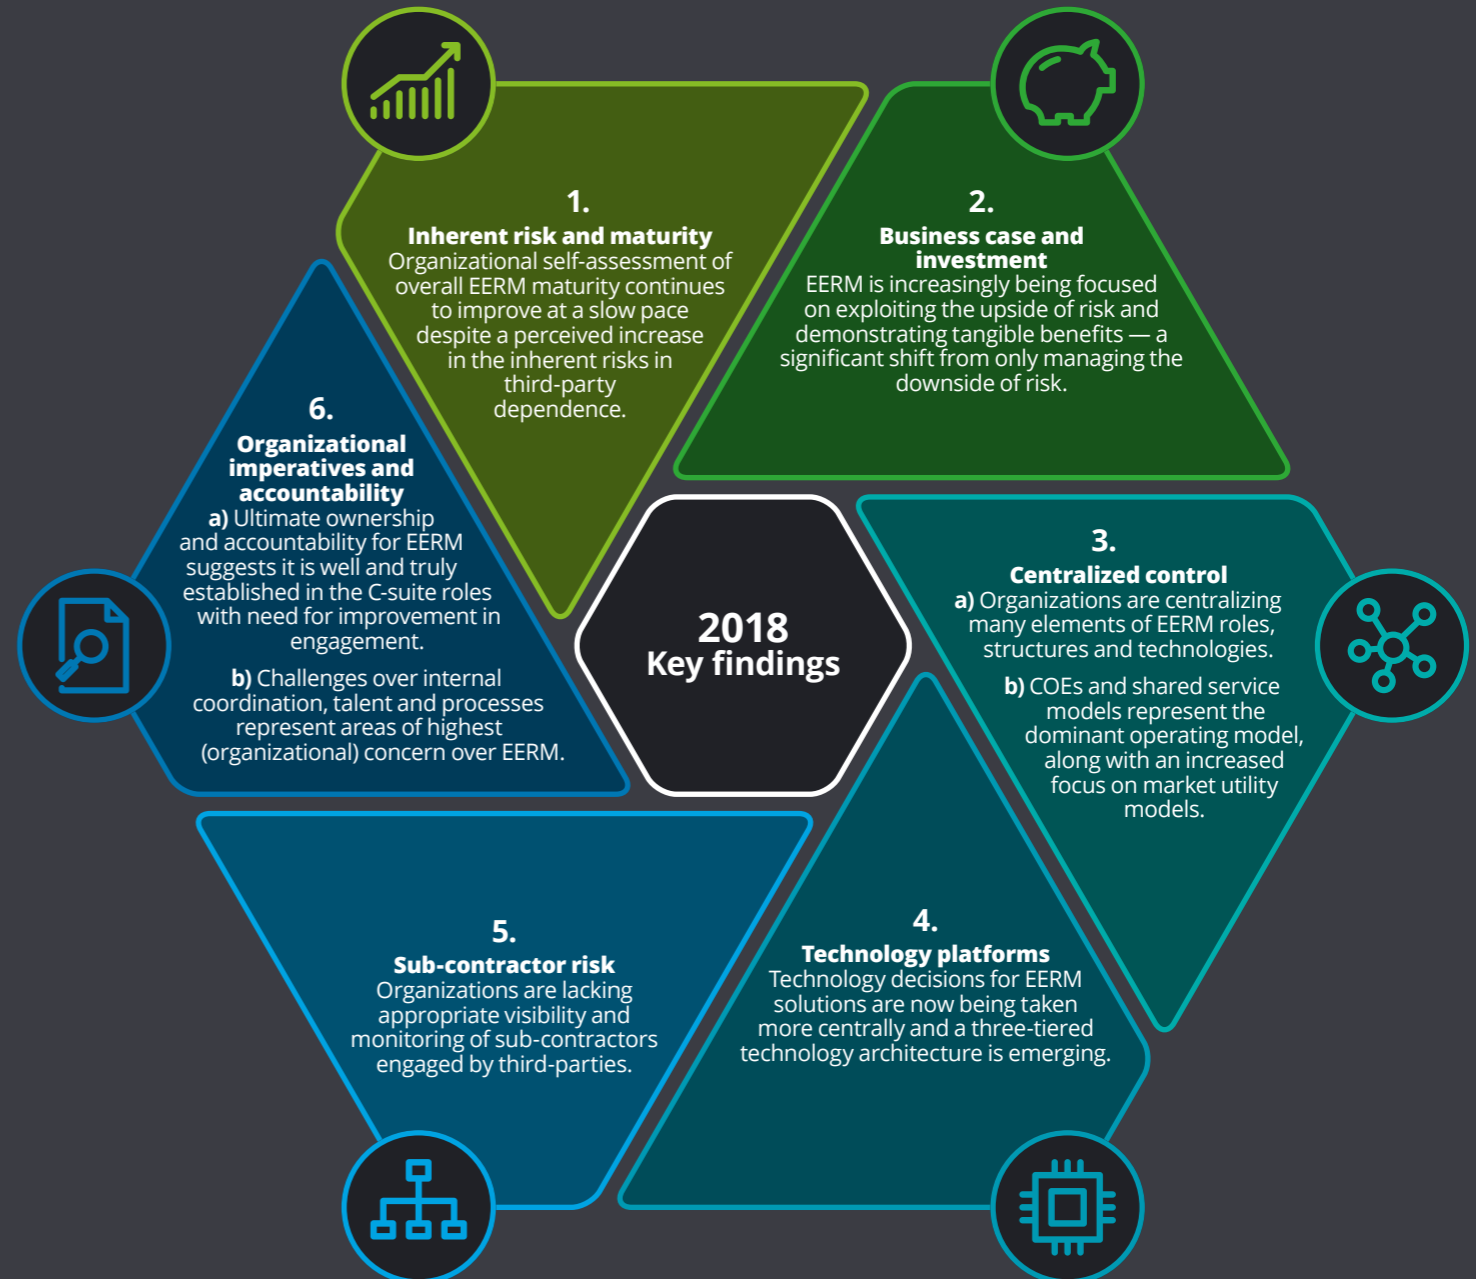 1.
Inherent risk and maturity
Organizational self-assessment of
overall EERM maturity continues
to improve at a slow pace
despite a perceived increase
in the inherent risks in
third-party
dependence.
2.
Business case and
investment
EERM is increasingly being focused
on exploiting the upside of risk and
demonstrating tangible benefits — a
significant shift from only managing the
downside of risk.
3.
Centralized control
a) Organizations are centralizing
many elements of EERM roles,
structures and technologies.
b) COEs and shared service
models represent the
dominant operating model,
along with an increased
focus on market utility
models.
4.
Technology platforms
Technology decisions for EERM
solutions are now being taken
more centrally and a three-tiered
technology architecture is emerging.
5.
Sub-contractor risk
Organizations are lacking
appropriate visibility and
monitoring of sub-contractors
engaged by third-parties.
6.
Organizational
imperatives and
accountability
a) Ultimate ownership
and accountability for EERM
suggests it is well and truly
established in the C-suite roles
with need for improvement in
engagement.
b) Challenges over internal
coordination, talent and processes
represent areas of highest
(organizational) concern over EERM.
2018
Key findings